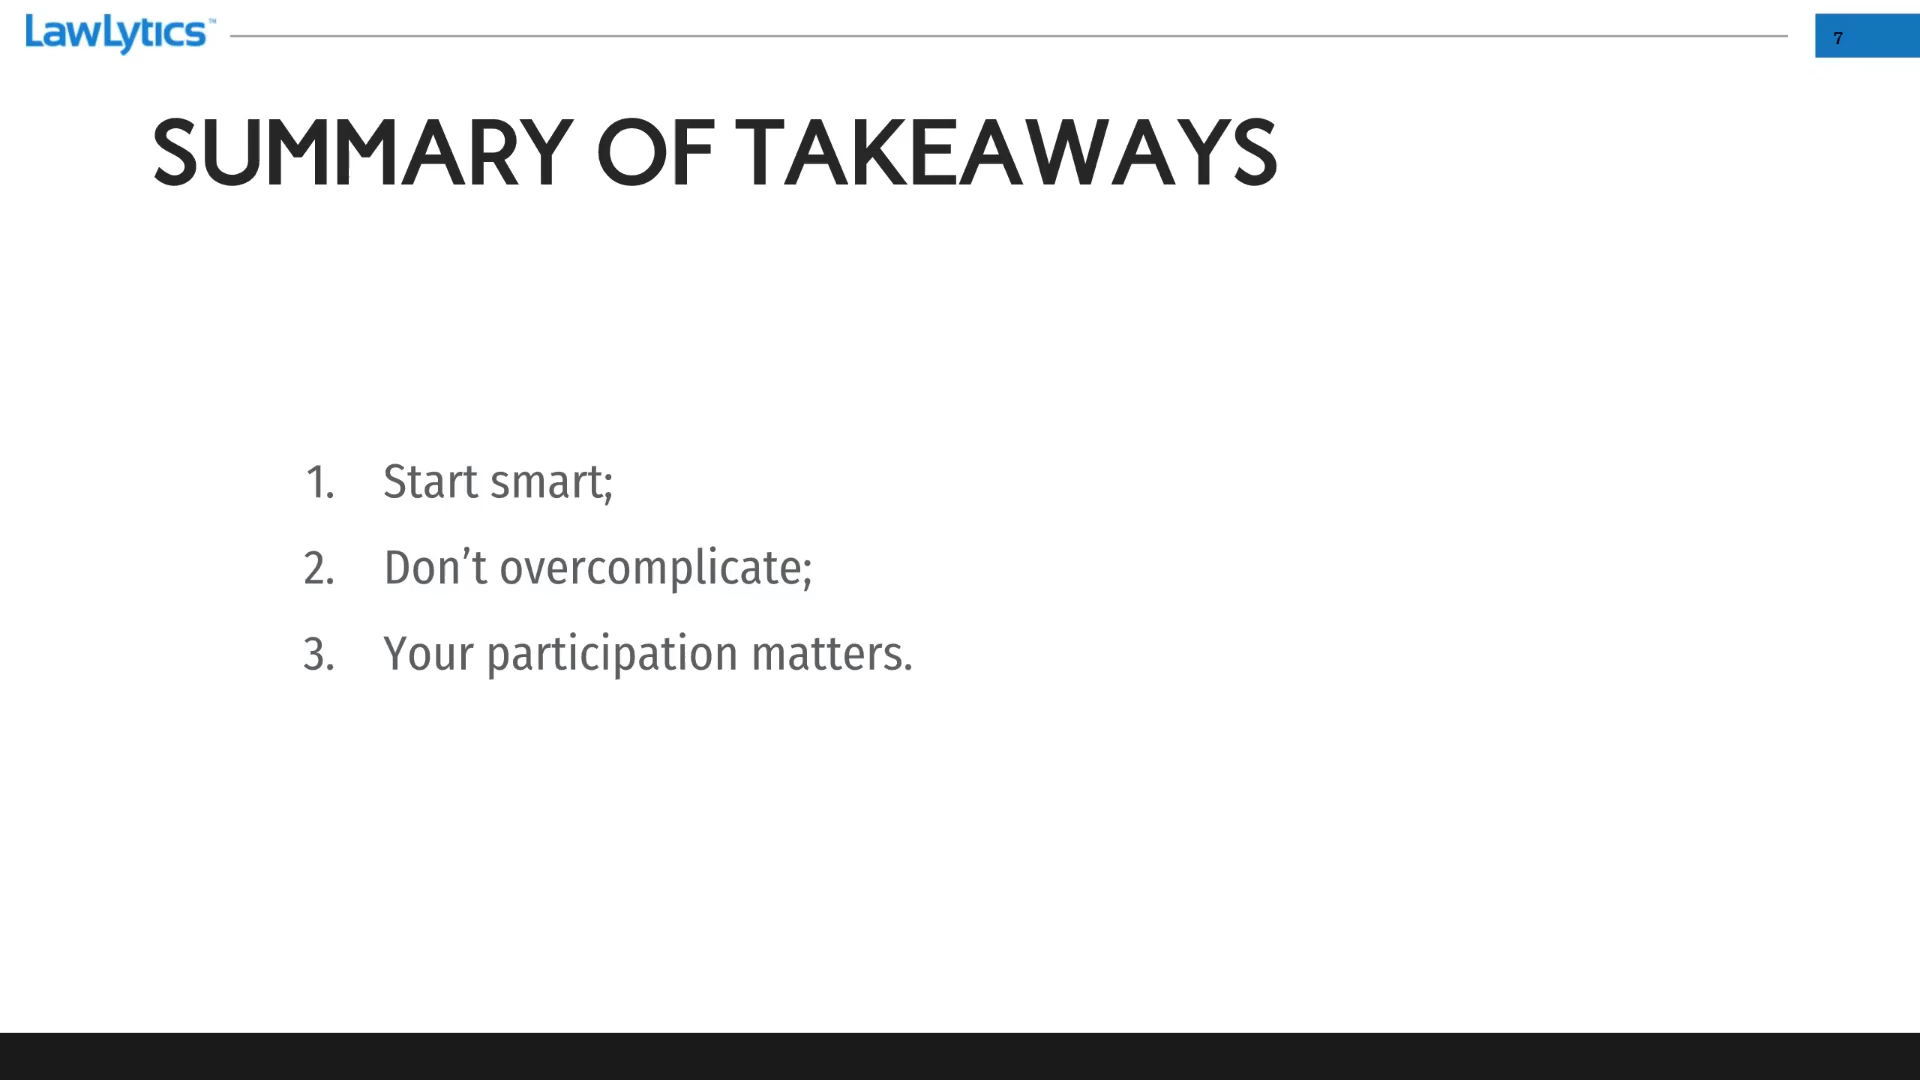 LawLytics™
7
SUMMARY OF TAKEAWAYS
1. Start smart;
2. Don’t overcomplicate;
3. Your participation matters.